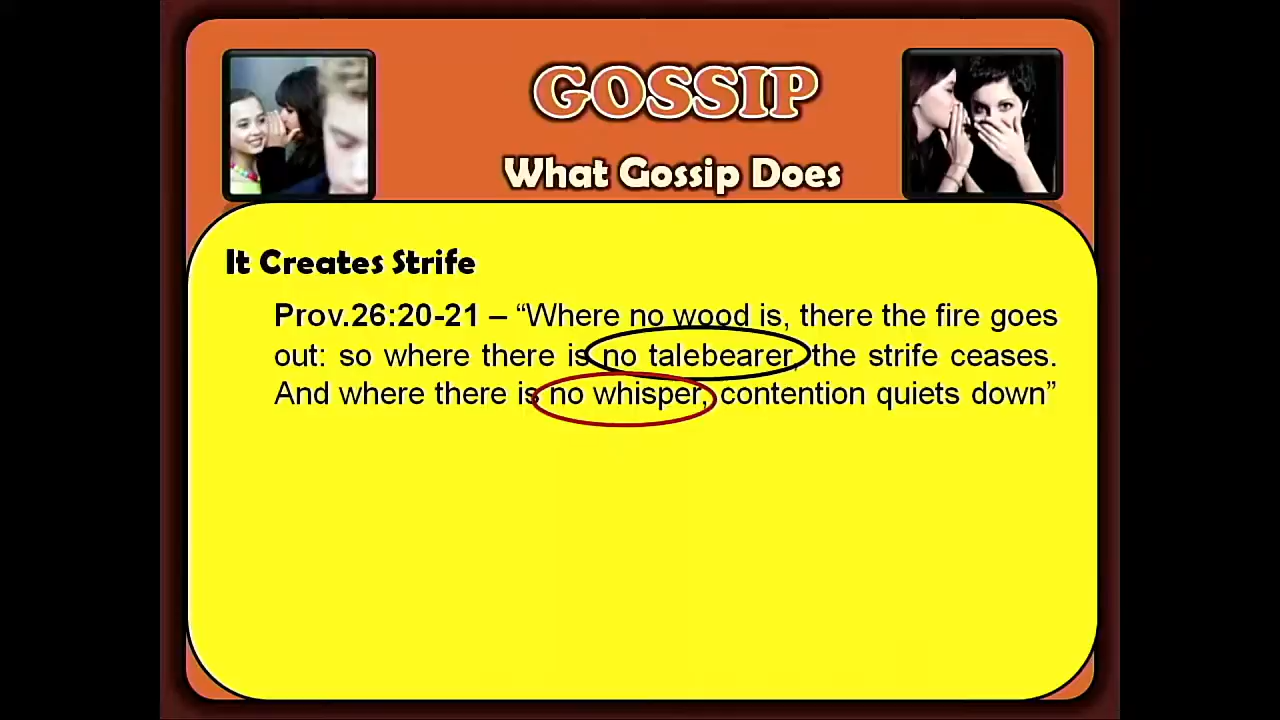 GOSSIP
What Gossip Does
It Creates Strife
Prov.26:20-21 – “Where no wood is, there the fire goes
out: so where there is no talebearer, the strife ceases.
And where there is no whisper, contention quiets down”